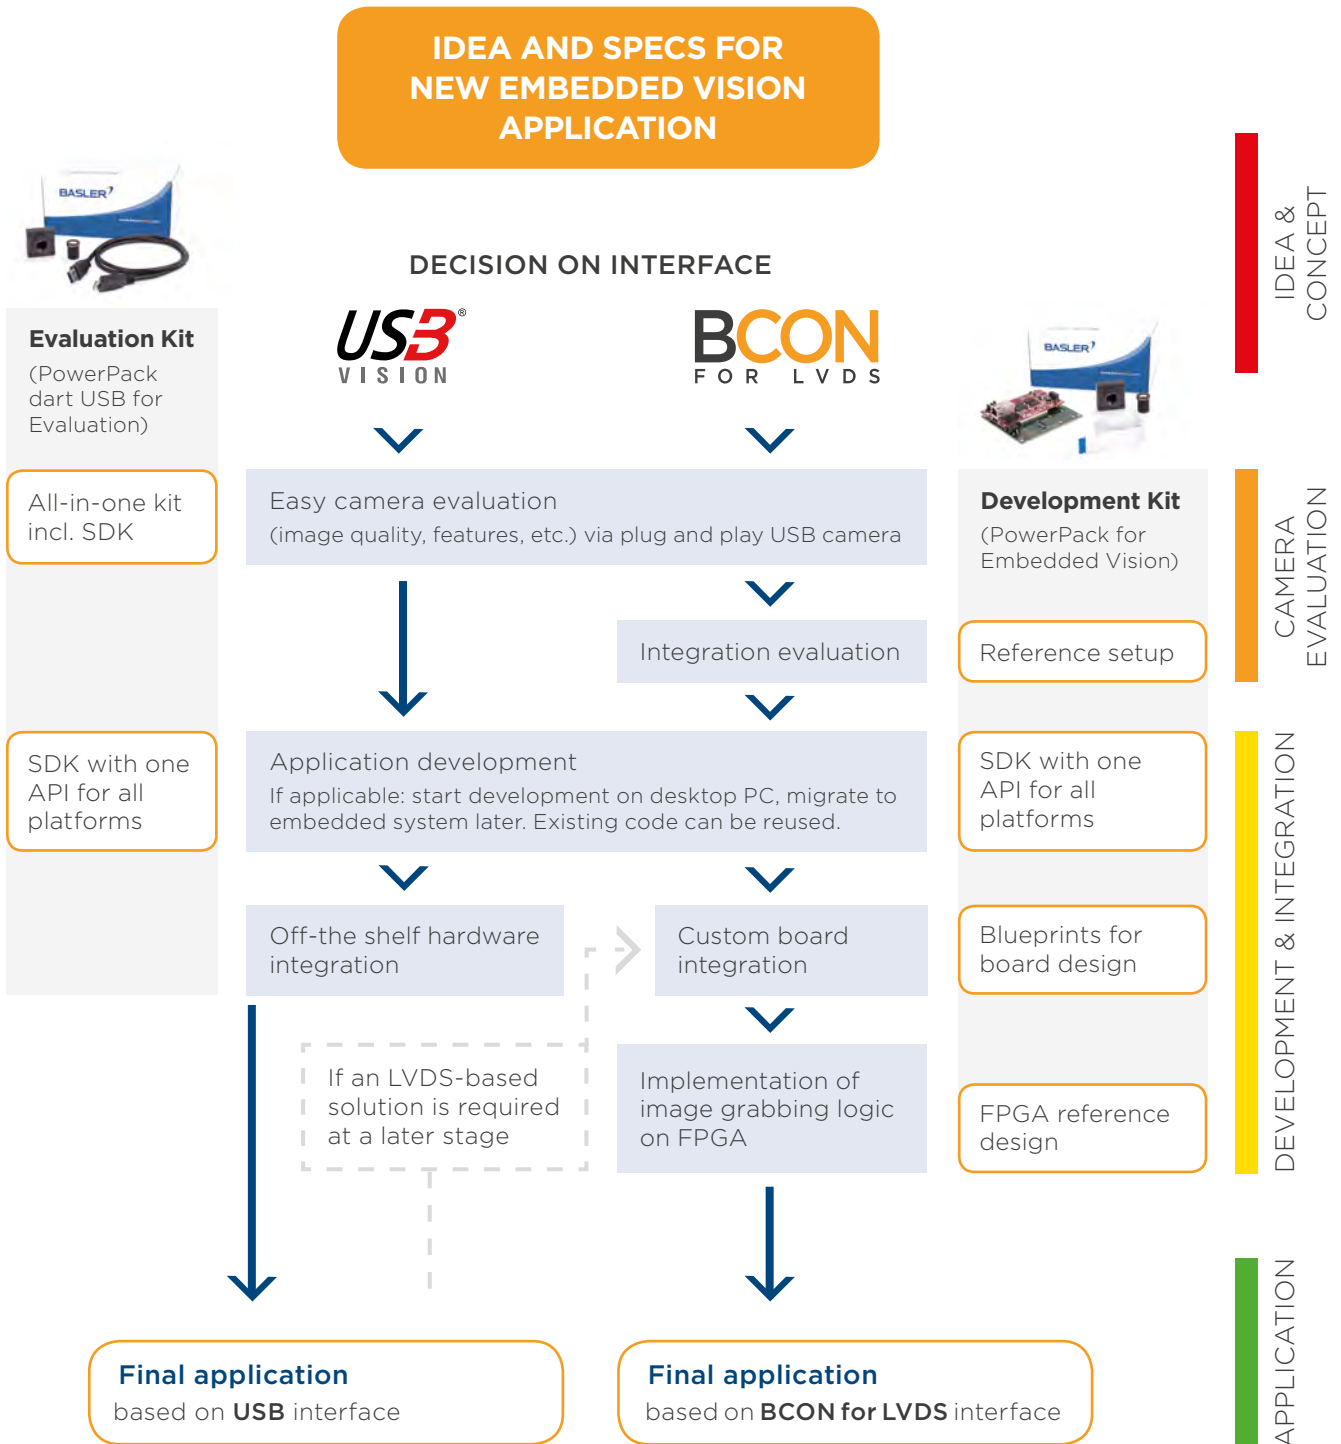 IDEA AND SPECS FOR
NEW EMBEDDED VISION
APPLICATION
BASLER
DECISION ON INTERFACE
USB®
VISION
BCON
FOR LVDS
BASLER
IDEA &
CONCEPT
Evaluation Kit
(PowerPack
dart USB for
Evaluation)
All-in-one kit
incl. SDK
Easy camera evaluation
(image quality, features, etc.) via plug and play USB camera
Development Kit
(PowerPack for
Embedded Vision)
CAMERA
EVALUATION
Integration evaluation
Reference setup
SDK with one
API for all
platforms
Application development
If applicable: start development on desktop PC, migrate to
embedded system later. Existing code can be reused.
SDK with one
API for all
platforms
DEVELOPMENT & INTEGRATION
Off-the shelf hardware
integration
Custom board
integration
Blueprints for
board design
If an LVDS-based
solution is required
at a later stage
Implementation of
image grabbing logic
on FPGA
FPGA reference
design
APPLICATION
Final application
based on USB interface
Final application
based on BCON for LVDS interface